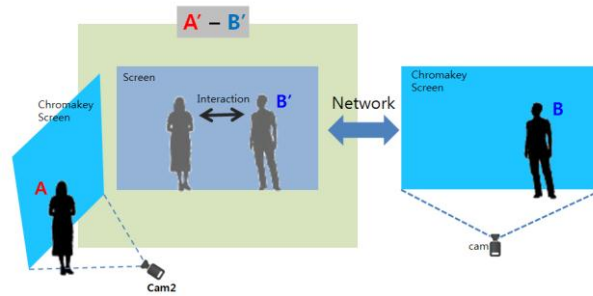 A’ – B’
Screen
Chromakey
Screen
Interaction
B’
Network
Chromakey
Screen
B
A
Cam2
cam